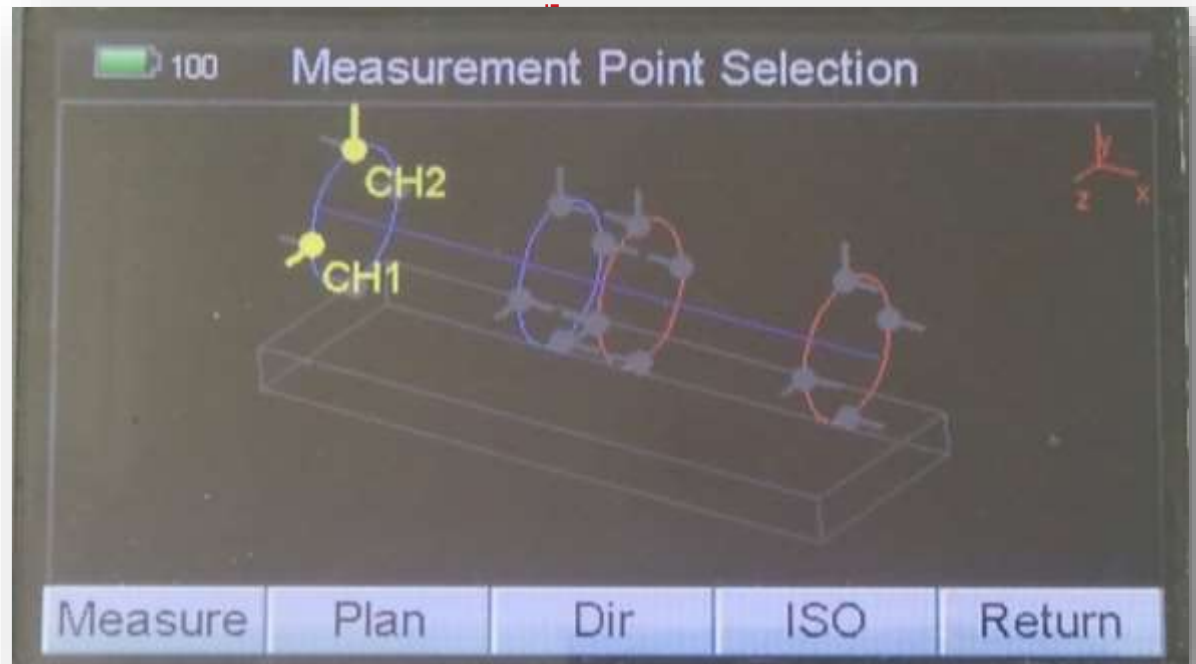 100 Measurement Point Selection
CH2
y
z x
CH1
Measure Plan Dir ISO Return